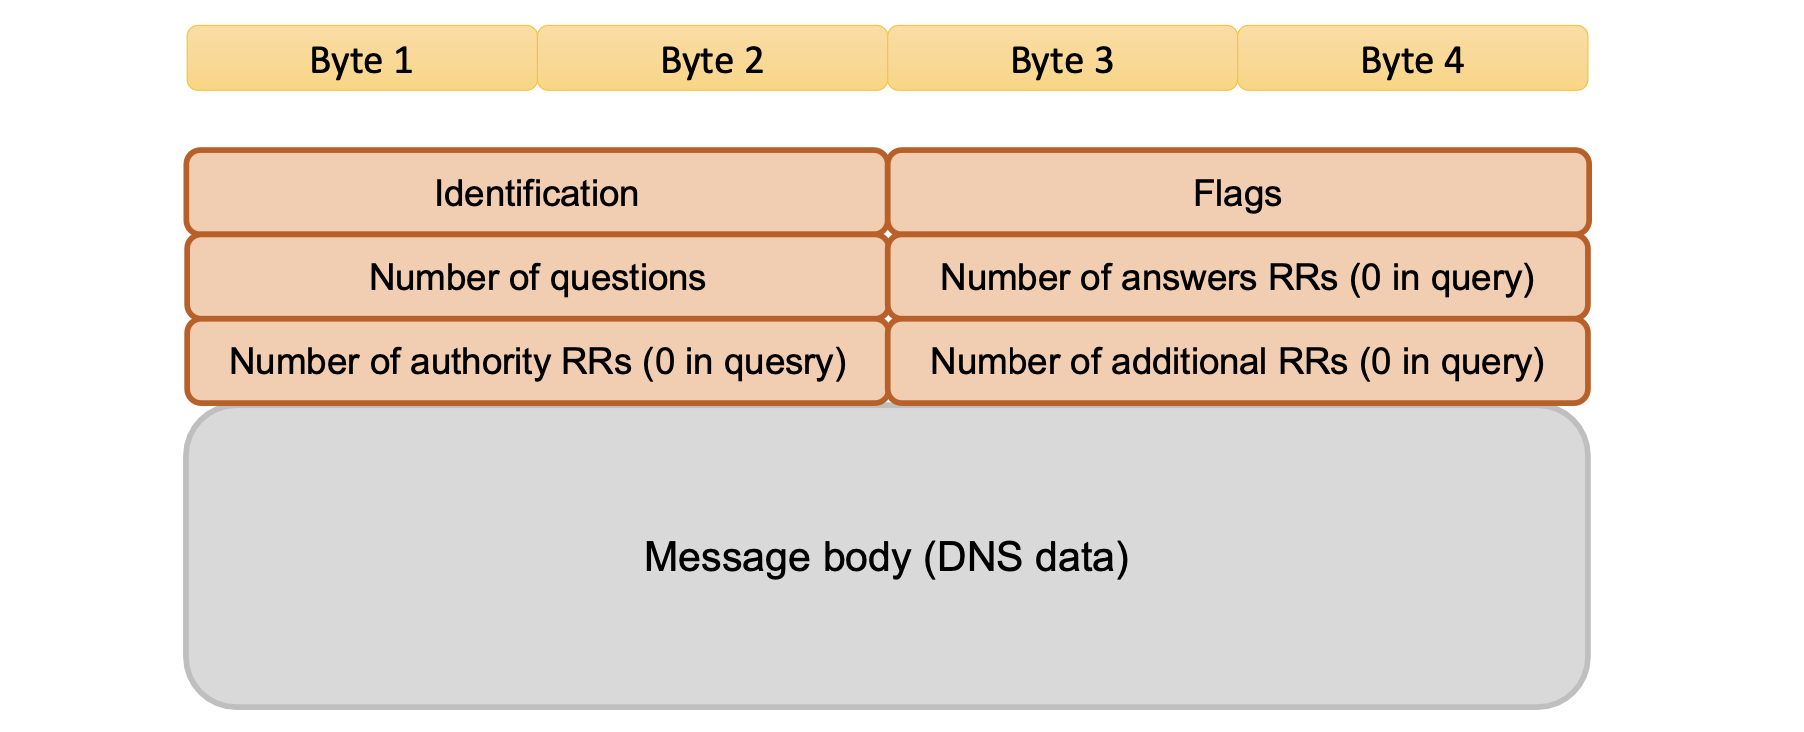 Byte 1
Byte 2
Byte 3
Byte 4
Identification
Flags
Number of questions
Number of answers RRs (0 in query)
Number of authority RRs (0 in quesry)
Number of additional RRs (0 in query)
Message body (DNS data)